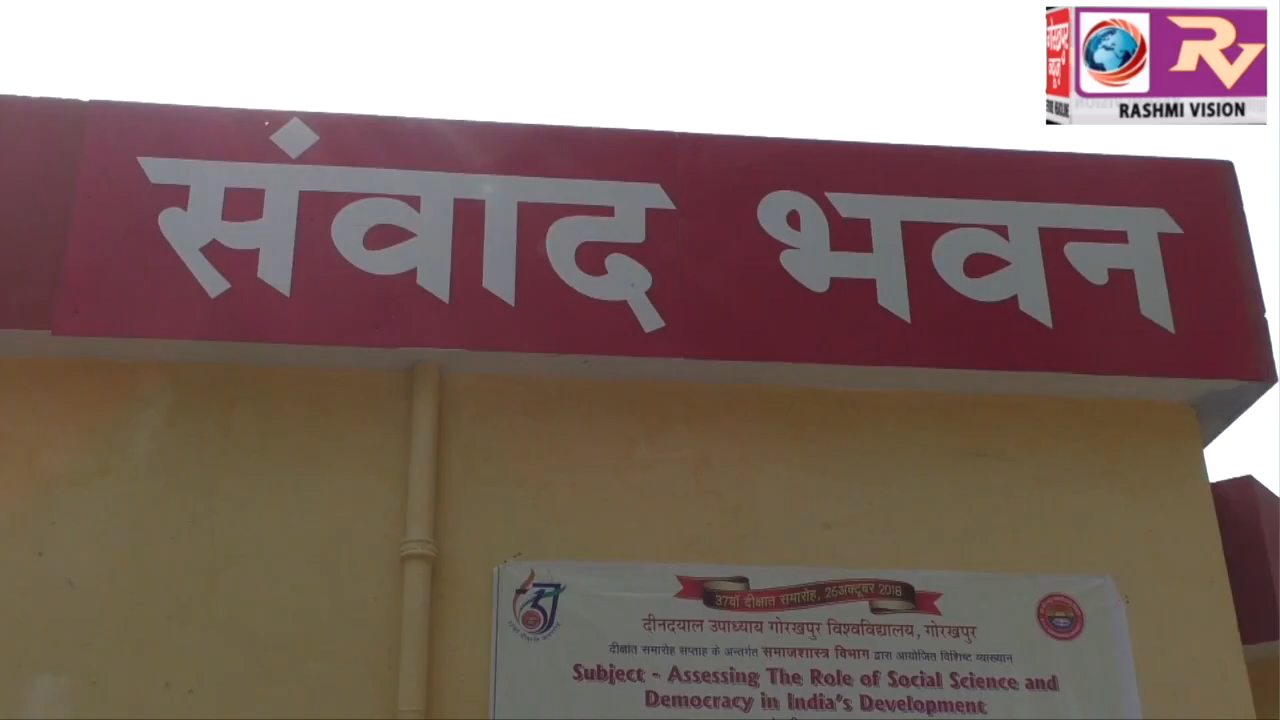 RV
RASHMI VISION
संवाद भवन
37वां दीक्षात समारोह, 26अक्टूबर 2018
दीनदयाल उपाध्याय गोरखपुर विश्वविद्यालय, गोरखपुर
दीक्षांत समारोह सप्ताह के अन्तर्गत समाजशास्त्र विभाग द्वारा आयोजित विशिष्ट व्याख्यान
Subject - Assessing The Role of Social Science and
Democracy in India's Development